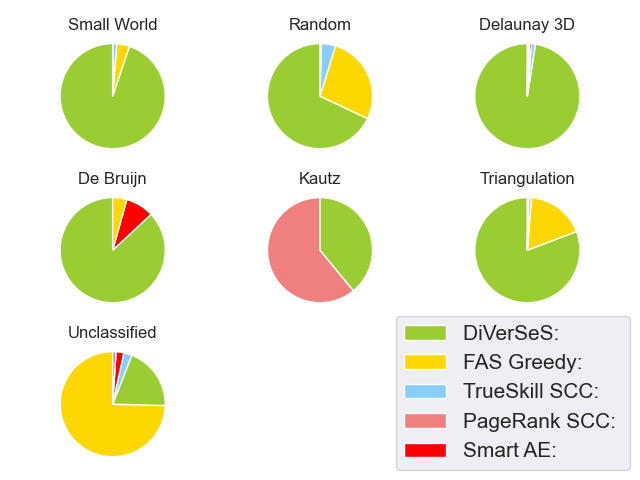 Small World
Random
Delaunay 3D
De Bruijn
Kautz
Triangulation
Unclassified
DiVerSeS:
FAS Greedy:
TrueSkill SCC:
PageRank SCC:
Smart AE: